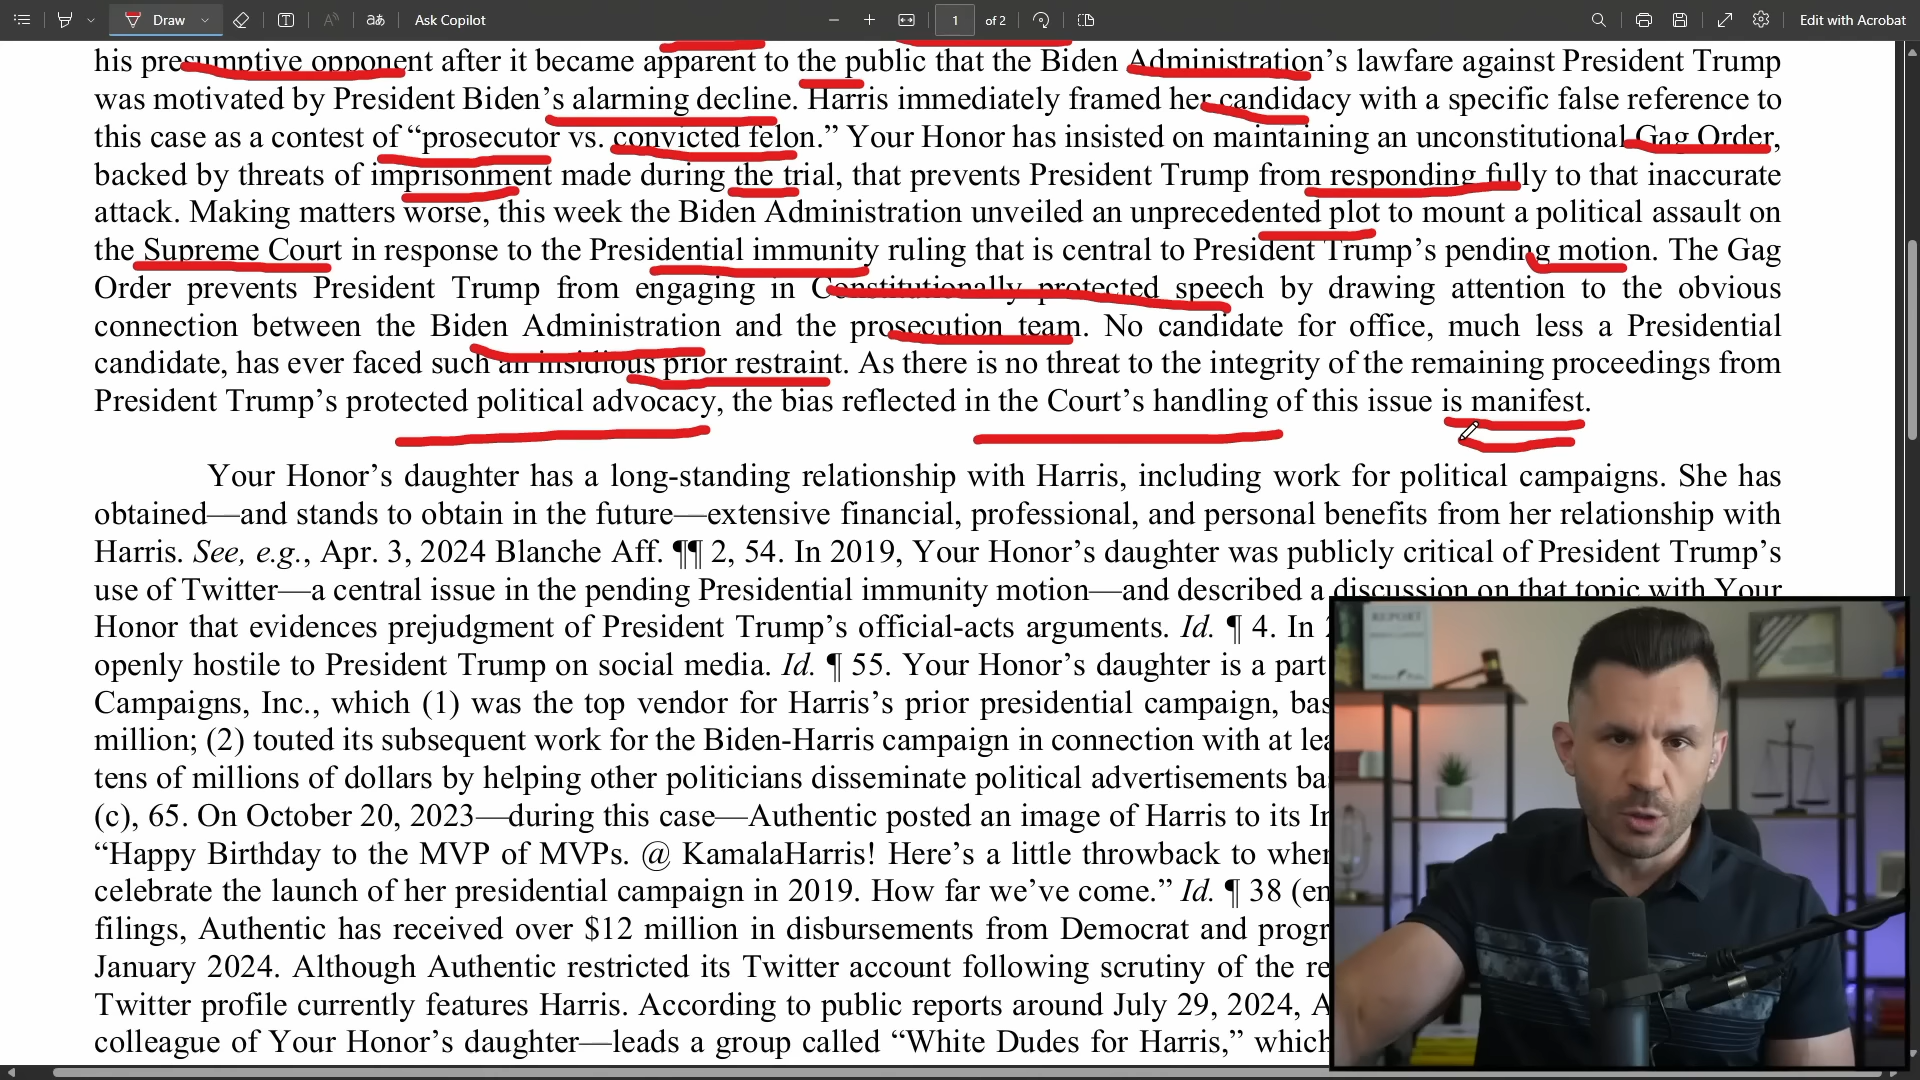 Draw
Ask Copilot
1 of 2
Edit with Acrobat
his presumptive opponent after it became apparent to the public that the Biden Administration’s lawfare against President Trump
was motivated by President Biden’s alarming decline. Harris immediately framed her candidacy with a specific false reference to
this case as a contest of “prosecutor vs. convicted felon.” Your Honor has insisted on maintaining an unconstitutional Gag Order,
backed by threats of imprisonment made during the trial, that prevents President Trump from responding fully to that inaccurate
attack. Making matters worse, this week the Biden Administration unveiled an unprecedented plot to mount a political assault on
the Supreme Court in response to the Presidential immunity ruling that is central to President Trump’s pending motion. The Gag
Order prevents President Trump from engaging in Constitutionally protected speech by drawing attention to the obvious
connection between the Biden Administration and the prosecution team. No candidate for office, much less a Presidential
candidate, has ever faced such an insidious prior restraint. As there is no threat to the integrity of the remaining proceedings from
President Trump’s protected political advocacy, the bias reflected in the Court’s handling of this issue is manifest.
Your Honor’s daughter has a long-standing relationship with Harris, including work for political campaigns. She has
obtained—and stands to obtain in the future—extensive financial, professional, and personal benefits from her relationship with
Harris. See, e.g., Apr. 3, 2024 Blanche Aff. ¶¶ 2, 54. In 2019, Your Honor’s daughter was publicly critical of President Trump’s
use of Twitter—a central issue in the pending Presidential immunity motion—and described a discussion on that topic with Your
Honor that evidences prejudgment of President Trump’s official-acts arguments. Id. ¶ 4. In
openly hostile to President Trump on social media. Id. ¶ 55. Your Honor’s daughter is a part
Campaigns, Inc., which (1) was the top vendor for Harris’s prior presidential campaign,
million; (2) touted its subsequent work for the Biden-Harris campaign in connection with at
tens of millions of dollars by helping other politicians disseminate political advertisements
(c), 65. On October 20, 2023—during this case—Authentic posted an image of Harris to its
“Happy Birthday to the MVP of MVPs. @ KamalaHarris! Here’s a little throwback to
celebrate the launch of her presidential campaign in 2019. How far we’ve come.” Id. ¶ 38
filings, Authentic has received over $12 million in disbursements from Democrat and
January 2024. Although Authentic restricted its Twitter account following scrutiny of the
Twitter profile currently features Harris. According to public reports around July 29, 2024,
colleague of Your Honor’s daughter—leads a group called “White Dudes for Harris,” which
REPORT